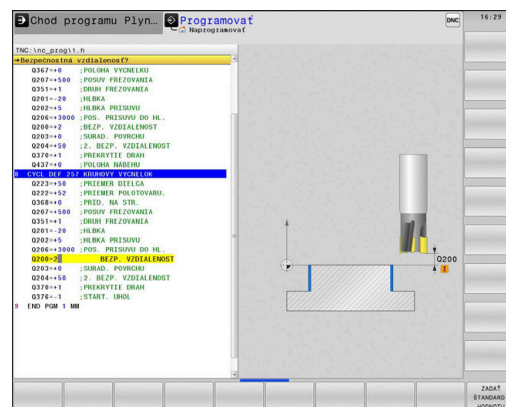 Chod programu Plyn…
Programovať
Naprogramovať
DNC
16:29
TNC:\nc_prog\1.h
→Bezpečnostná vzdialenosť?
Q367=+0 ;POLOHA VYCNELKU
Q207=+500 ;POSUV FREZOVANIA
Q351=+1 ;DRUH FREZOVANIA
Q201=-20 ;HLBKA
Q202=+5 ;HLBKA PRISUVU
Q206=+3000 ;POS. PRISUVU DO HL.
Q200=+2 ;BEZP. VZDIALENOST
Q203=+0 ;SURAD. POVRCHU
Q204=+50 ;2. BEZP. VZDIALENOST
Q370=+1 ;PREKRYTIE DRAH
Q437=+0 ;POLOHA NABEHU
8 CYCL DEF 257 KRUHOVY VYCNELOK
Q223=+50 ;PRIEMER DIELCA
Q222=+52 ;PRIEMER POLOTOVARU.
Q368=+0 ;PRID. NA STR.
Q207=+500 ;POSUV FREZOVANIA
Q351=+1 ;DRUH FREZOVANIA
Q201=-20 ;HLBKA
Q202=+5 ;HLBKA PRISUVU
Q206=+3000 ;POS. PRISUVU DO HL.
Q200=2 BEZP. VZDIALENOST
Q203=+0 ;SURAD. POVRCHU
Q204=+50 ;2. BEZP. VZDIALENOST
Q370=+1 ;PREKRYTIE DRAH
Q376=-1 ;START. UHOL
9 END PGM 1 MM
Q200
I
ZADAŤ
ŠTANDARD
HODNOTU